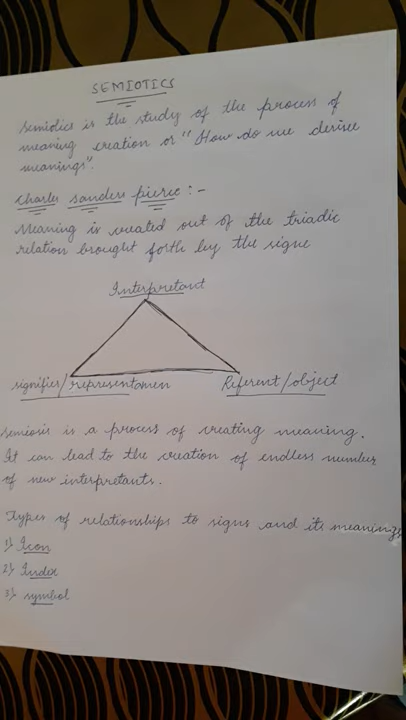 SEMIOTICS
Semiotics is the study of the process of
meaning creation or "How do we derive
meanings".
Charles sanders pierce :-
Meaning is created out of the triadic
relation brought forth by the signs
Interpretant
signifier/representamen Referent/object
Semiosis is a process of creating meaning.
It can lead to the creation of endless number
of new interpretants.
Types of relationships to signs and its meanings
1) Icon
2) Index
3) symbol